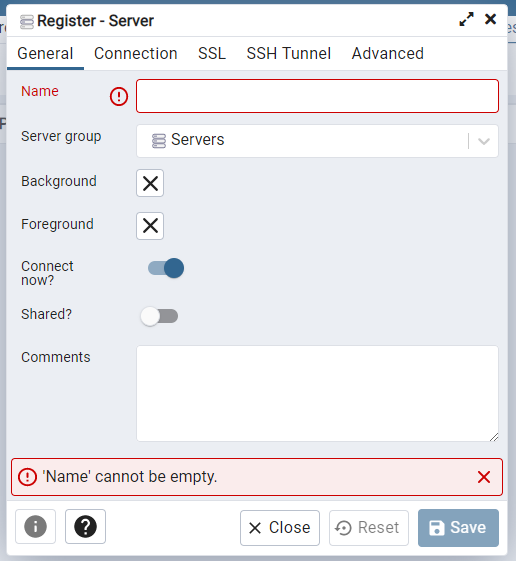 Register - Server
General Connection SSL SSH Tunnel Advanced
Name
Server group Servers
Background
Foreground
Connect
now?
Shared?
Comments
'Name' cannot be empty.
Close Reset Save